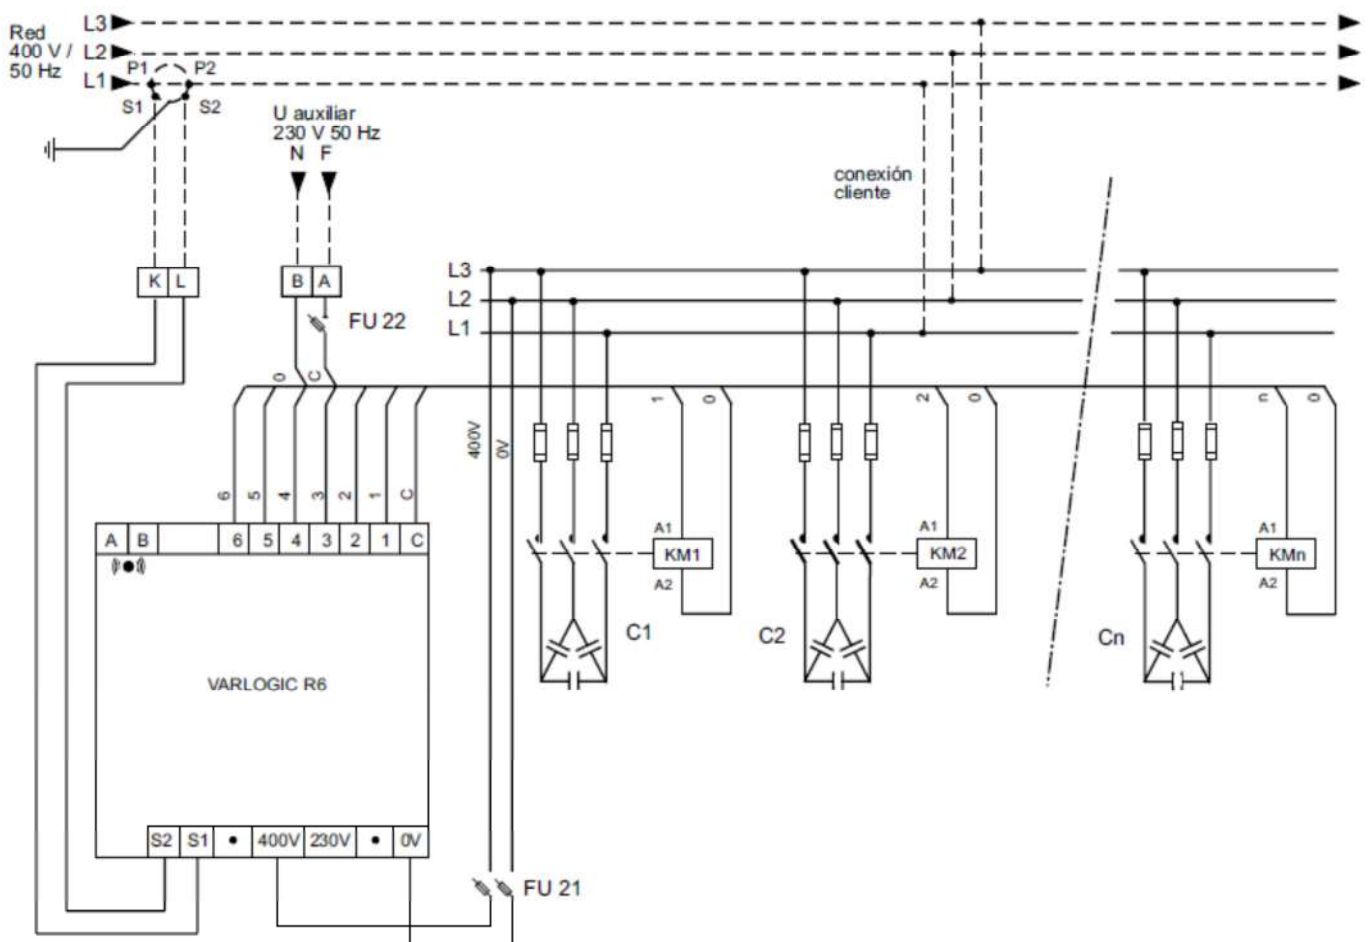 Red
400 V /
50 Hz
L3
L2
L1
P1 P2
S1 S2
U auxiliar
230 V 50 Hz
N F
conexión
cliente
K L
B A
FU 22
L3
L2
L1
0 C
1 0
2 0
n 0
400V 0V
6 5 4 3 2 1 C
A B 6 5 4 3 2 1 C
A1
KM1
A2
A1
KM2
A2
A1
KMn
A2
C1
C2
Cn
VARLOGIC R6
S2 S1 • 400V 230V • 0V
FU 21